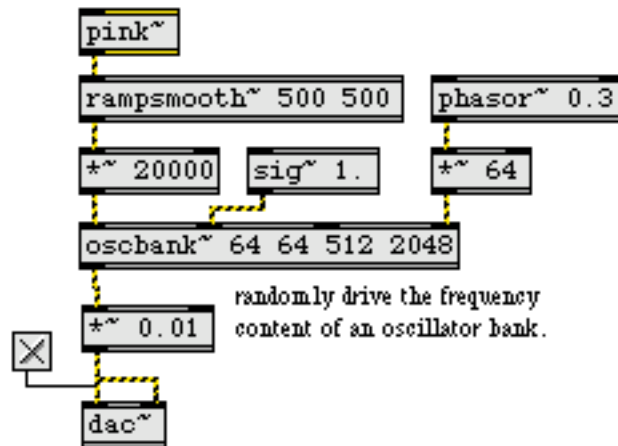 pink~
rampsmooth~ 500 500
phasor~ 0.3
*~ 20000
sig~ 1.
*~ 64
oscbank~ 64 64 512 2048
randomly drive the frequency
content of an oscillator bank.
*~ 0.01
dac~